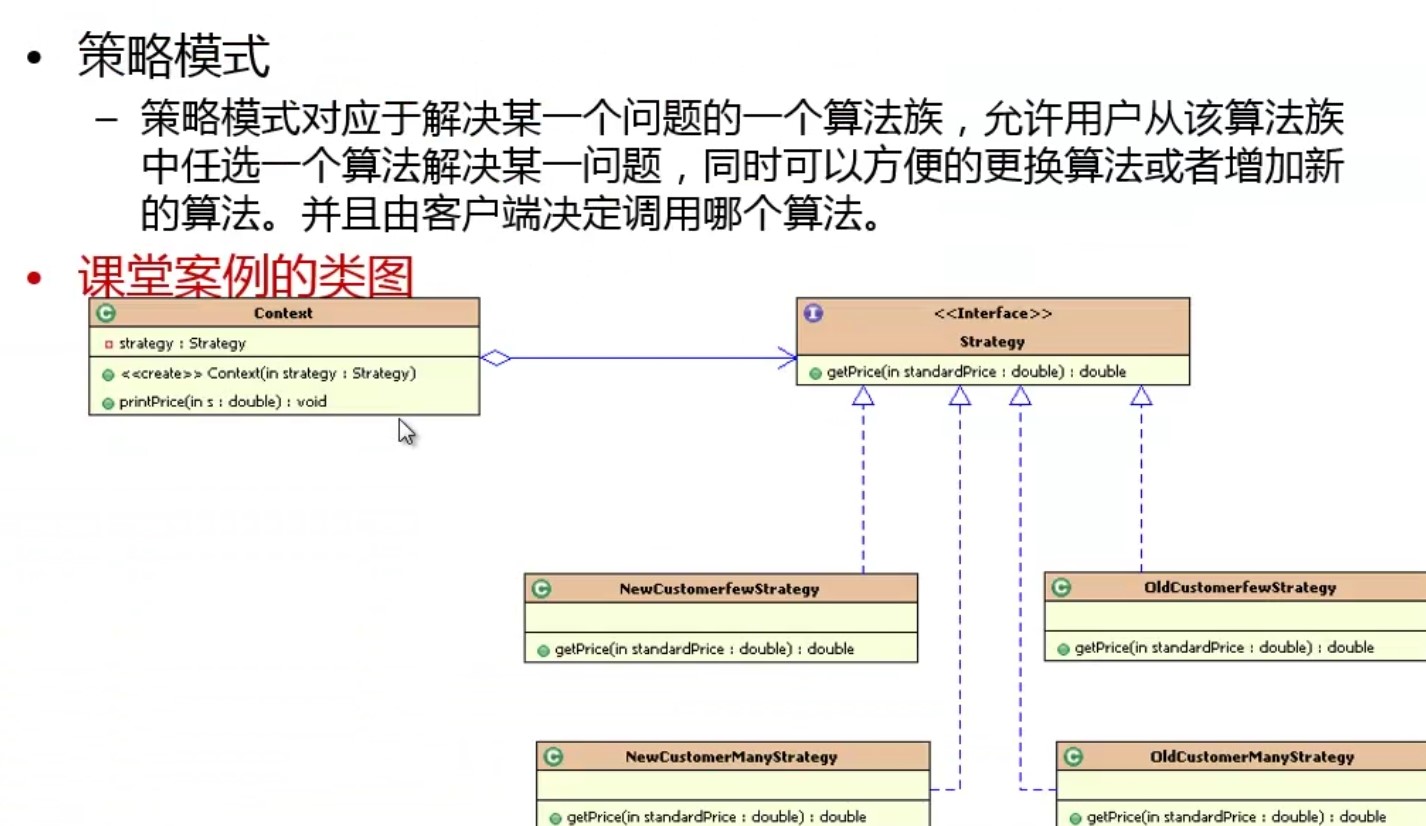 策略模式
– 策略模式对应于解决某一个问题的一个算法族，允许用户从该算法族
中任选一个算法解决某一问题，同时可以方便的更换算法或者增加新
的算法。并且由客户端决定调用哪个算法。
课堂案例的类图
Context
strategy : Strategy
<<create>> Context(in strategy : Strategy)
printPrice(in s : double) : void
<<Interface>>
Strategy
getPrice(in standardPrice : double) : double
NewCustomerfewStrategy
getPrice(in standardPrice : double) : double
OldCustomerfewStrategy
getPrice(in standardPrice : double) : double
NewCustomerManyStrategy
getPrice(in standardPrice : double) : double
OldCustomerManyStrategy
getPrice(in standardPrice : double) : double